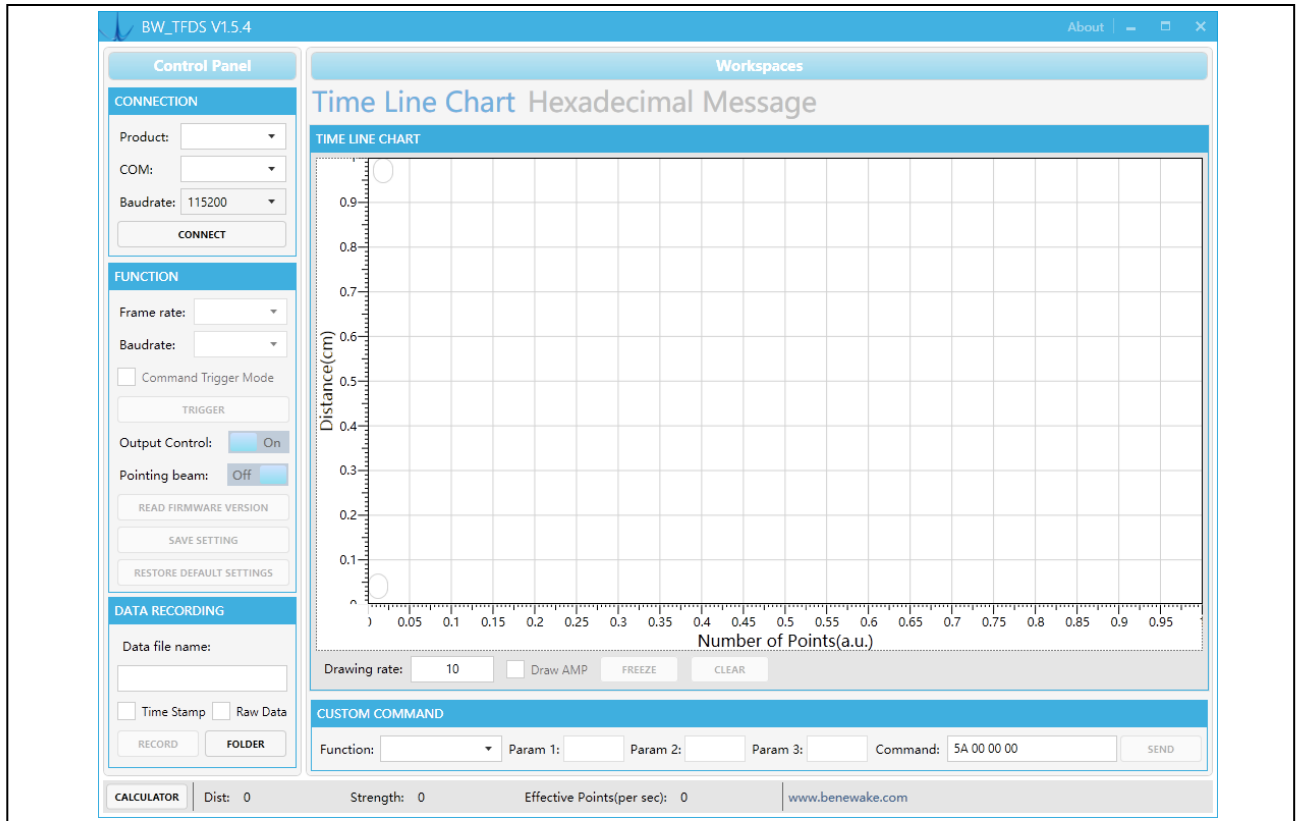 BW_TFDS V1.5.4 About
Control Panel
CONNECTION
Product:
COM:
Baudrate: 115200
CONNECT
FUNCTION
Frame rate:
Baudrate:
Command Trigger Mode
TRIGGER
Output Control: On
Pointing beam: Off
READ FIRMWARE VERSION
SAVE SETTING
RESTORE DEFAULT SETTINGS
DATA RECORDING
Data file name:
Time Stamp Raw Data
RECORD FOLDER
Workspaces
Time Line Chart Hexadecimal Message
TIME LINE CHART
Distance(cm)
0.9
0.8
0.7
0.6
0.5
0.4
0.3
0.2
0.1
0.05 0.1 0.15 0.2 0.25 0.3 0.35 0.4 0.45 0.5 0.55 0.6 0.65 0.7 0.75 0.8 0.85 0.9 0.95
Number of Points(a.u.)
Drawing rate: 10 Draw AMP FREEZE CLEAR
CUSTOM COMMAND
Function: Param 1: Param 2: Param 3: Command: 5A 00 00 00 SEND
CALCULATOR Dist: 0 Strength: 0 Effective Points(per sec): 0 www.benewake.com